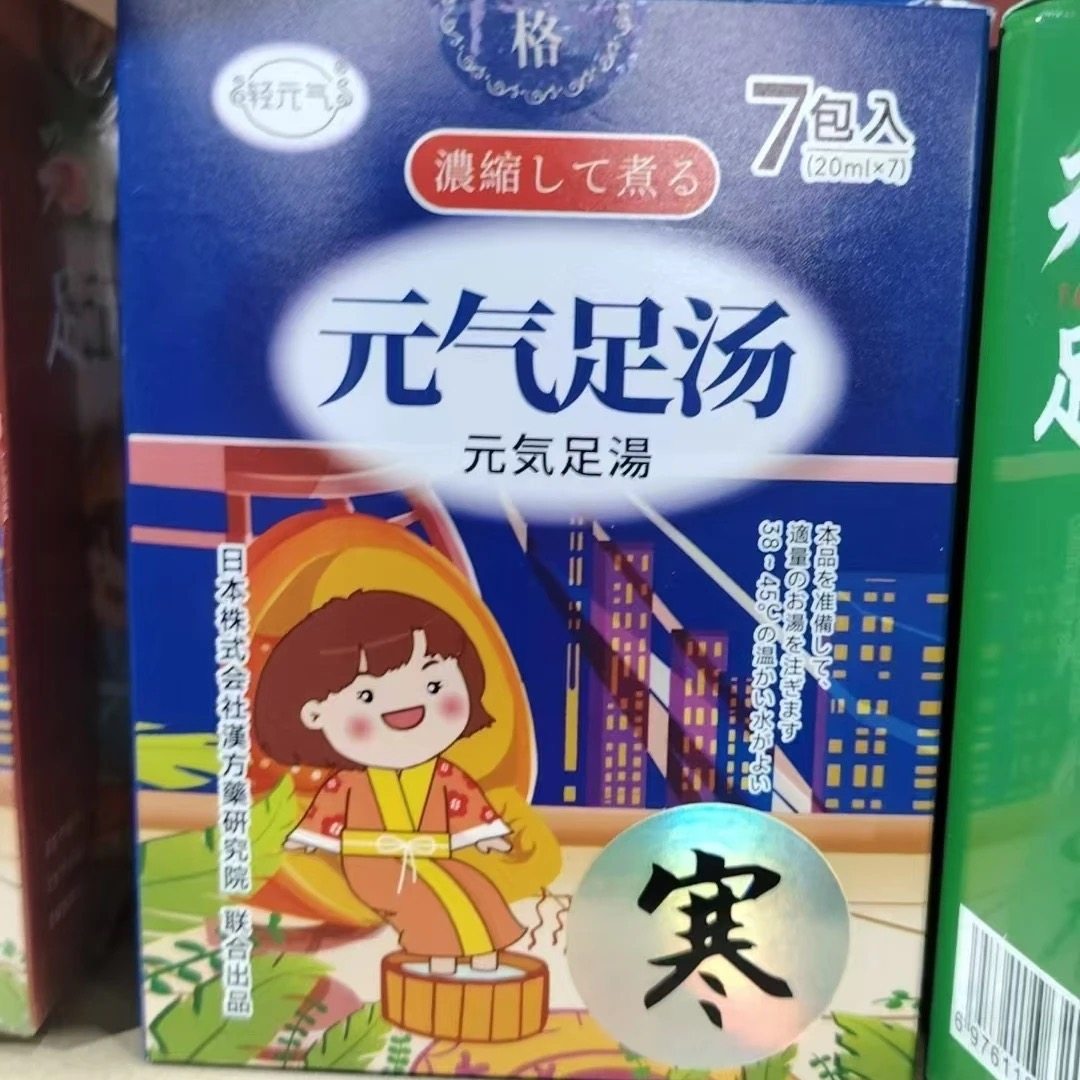 格
轻元气
7包入
(20ml×7)
濃縮して煮る
元气足汤
元気足湯
本品を准備して、
適量のお湯を注ぎます
38~45℃の温かい水がよい
日本株式会社漢方藥研究院 联合出品
寒